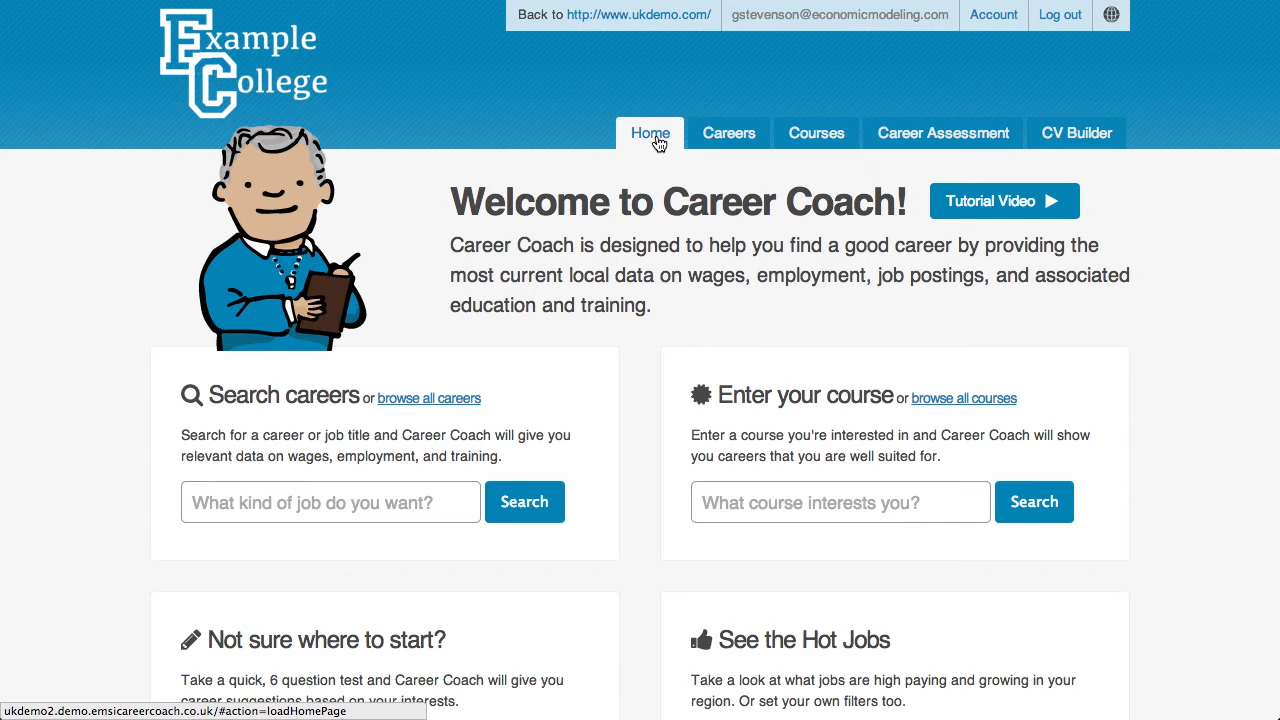 Back to http://www.ukdemo.com/ gstevenson@economicmodeling.com Account Log out
Example
College
Home Careers Courses Career Assessment CV Builder
Welcome to Career Coach! Tutorial Video
Career Coach is designed to help you find a good career by providing the
most current local data on wages, employment, job postings, and associated
education and training.
Search careers or browse all careers
Search for a career or job title and Career Coach will give you
relevant data on wages, employment, and training.
What kind of job do you want? Search
Enter your course or browse all courses
Enter a course you're interested in and Career Coach will show
you careers that you are well suited for.
What course interests you? Search
Not sure where to start?
Take a quick, 6 question test and Career Coach will give you
career suggestions based on your interests.
See the Hot Jobs
Take a look at what jobs are high paying and growing in your
region. Or set your own filters too.
ukdemo2.demo.emsicareercoach.co.uk/#action=loadHomePage